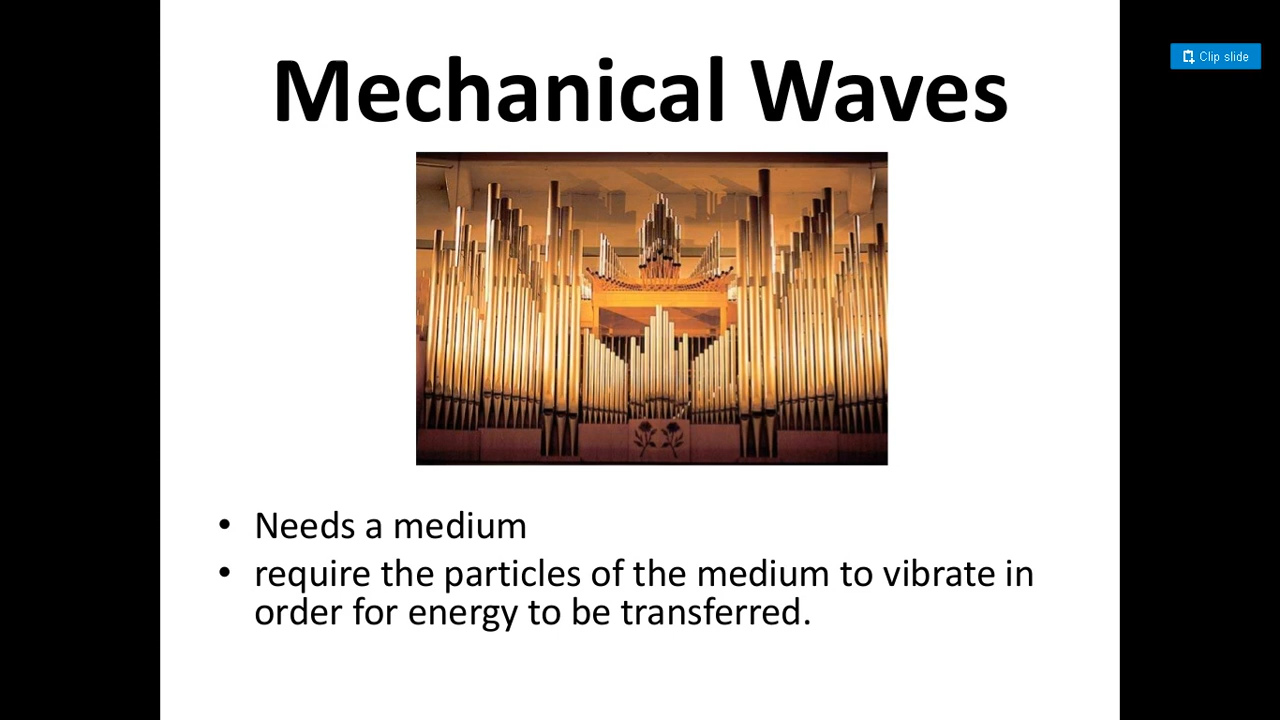 Mechanical Waves
Clip slide
• Needs a medium
• require the particles of the medium to vibrate in
order for energy to be transferred.